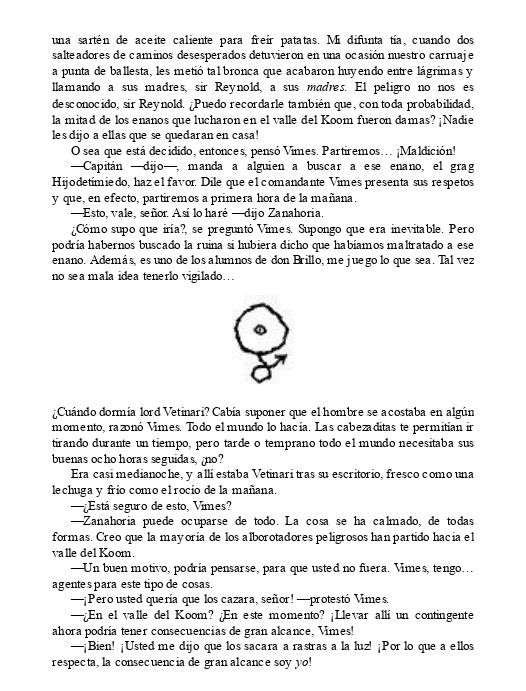 una sartén de aceite caliente para freír patatas. Mi difunta tía, cuando dos
salteadores de caminos desesperados detuvieron en una ocasión nuestro carruaje
a punta de ballesta, les metió tal bronca que acabaron huyendo entre lágrimas y
llamando a sus madres, sir Reynold, a sus madres. El peligro no nos es
desconocido, sir Reynold. ¿Puedo recordarle también que, con toda probabilidad,
la mitad de los enanos que lucharon en el valle del Koom fueron damas? ¡Nadie
les dijo a ellas que se quedaran en casa!
O sea que está decidido, entonces, pensó Vimes. Partiremos… ¡Maldición!
—Capitán —dijo—, manda a alguien a buscar a ese enano, el grag
Hijodetimiedo, haz el favor. Dile que el comandante Vimes presenta sus respetos
y que, en efecto, partiremos a primera hora de la mañana.
—Esto, vale, señor. Así lo haré —dijo Zanahoria.
¿Cómo supo que iría?, se preguntó Vimes. Supongo que era inevitable. Pero
podría habernos buscado la ruina si hubiera dicho que habíamos maltratado a ese
enano. Además, es uno de los alumnos de don Brillo, me juego lo que sea. Tal vez
no sea mala idea tenerlo vigilado…
¿Cuándo dormía lord Vetinari? Cabía suponer que el hombre se acostaba en algún
momento, razonó Vimes. Todo el mundo lo hacía. Las cabezaditas te permitían ir
tirando durante un tiempo, pero tarde o temprano todo el mundo necesitaba sus
buenas ocho horas seguidas, ¿no?
Era casi medianoche, y allí estaba Vetinari tras su escritorio, fresco como una
lechuga y frío como el rocío de la mañana.
—¿Está seguro de esto, Vimes?
—Zanahoria puede ocuparse de todo. La cosa se ha calmado, de todas
formas. Creo que la mayoría de los alborotadores peligrosos han partido hacia el
valle del Koom.
—Un buen motivo, podría pensarse, para que usted no fuera. Vimes, tengo…
agentes para este tipo de cosas.
—¡Pero usted quería que los cazara, señor! —protestó Vimes.
—¿En el valle del Koom? ¿En este momento? ¡Llevar allí un contingente
ahora podría tener consecuencias de gran alcance, Vimes!
—¡Bien! ¡Usted me dijo que los sacara a rastras a la luz! ¡Por lo que a ellos
respecta, la consecuencia de gran alcance soy yo!